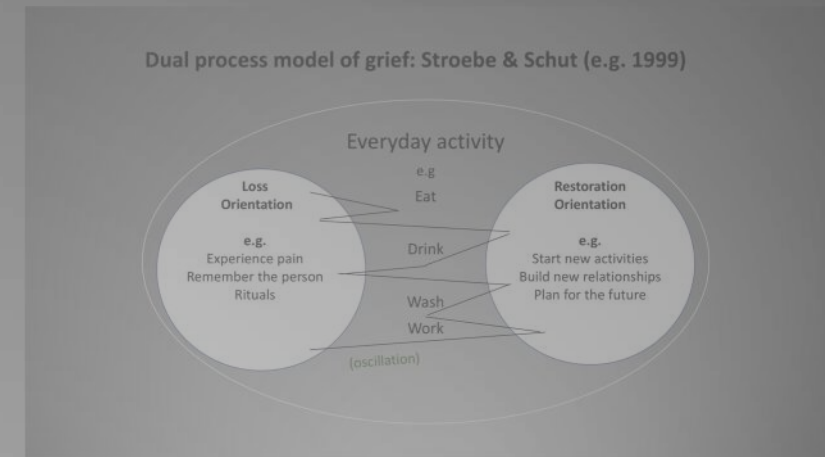 Dual process model of grief: Stroebe & Schut (e.g. 1999)
Everyday activity
e.g
Eat
Drink
Wash
Work
(oscillation)
Loss
Orientation
e.g.
Experience pain
Remember the person
Rituals
Restoration
Orientation
e.g.
Start new activities
Build new relationships
Plan for the future